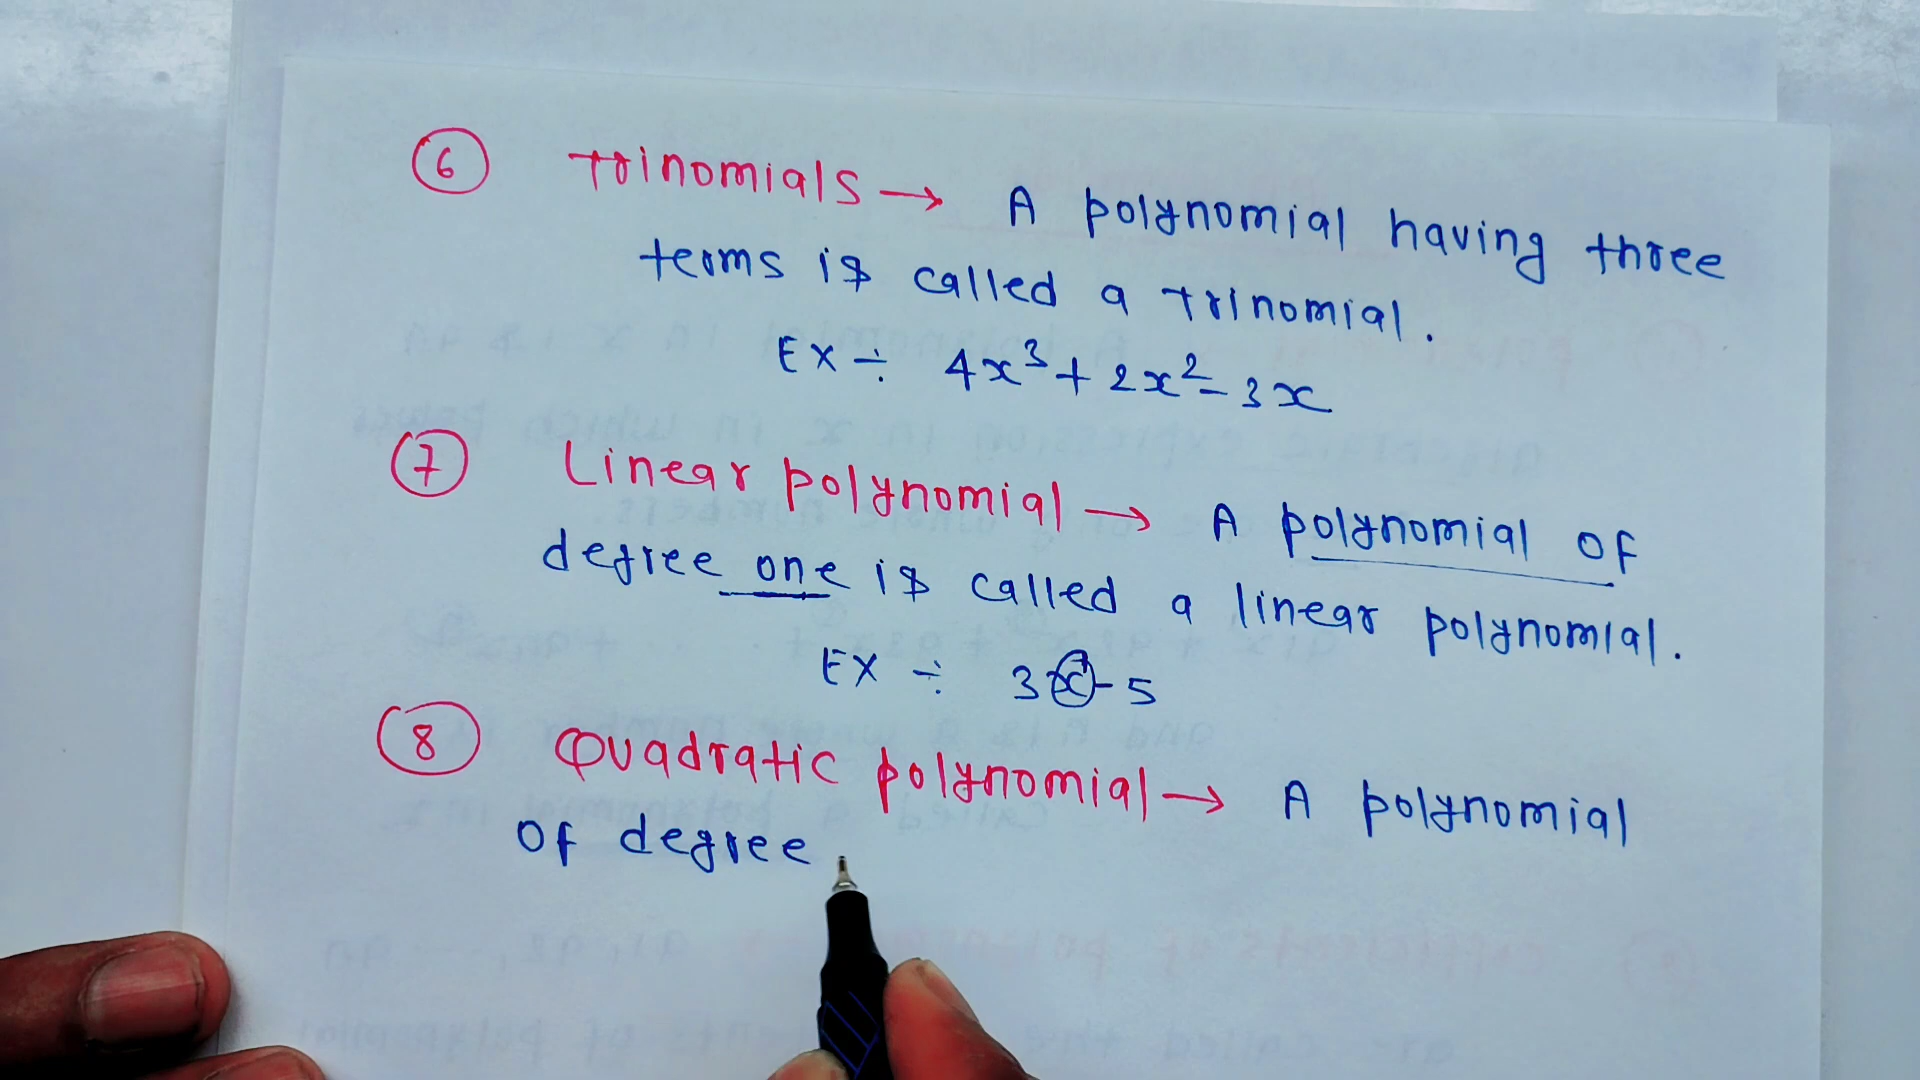 6 Trinomials → A polynomial having three
terms is called a trinomial.
Ex ÷ 4x³ + 2x² - 3x
7 Linear polynomial → A polynomial of
degree one is called a linear polynomial.
Ex ÷ 3x¹ - 5
8 Quadratic polynomial → A polynomial
of degree